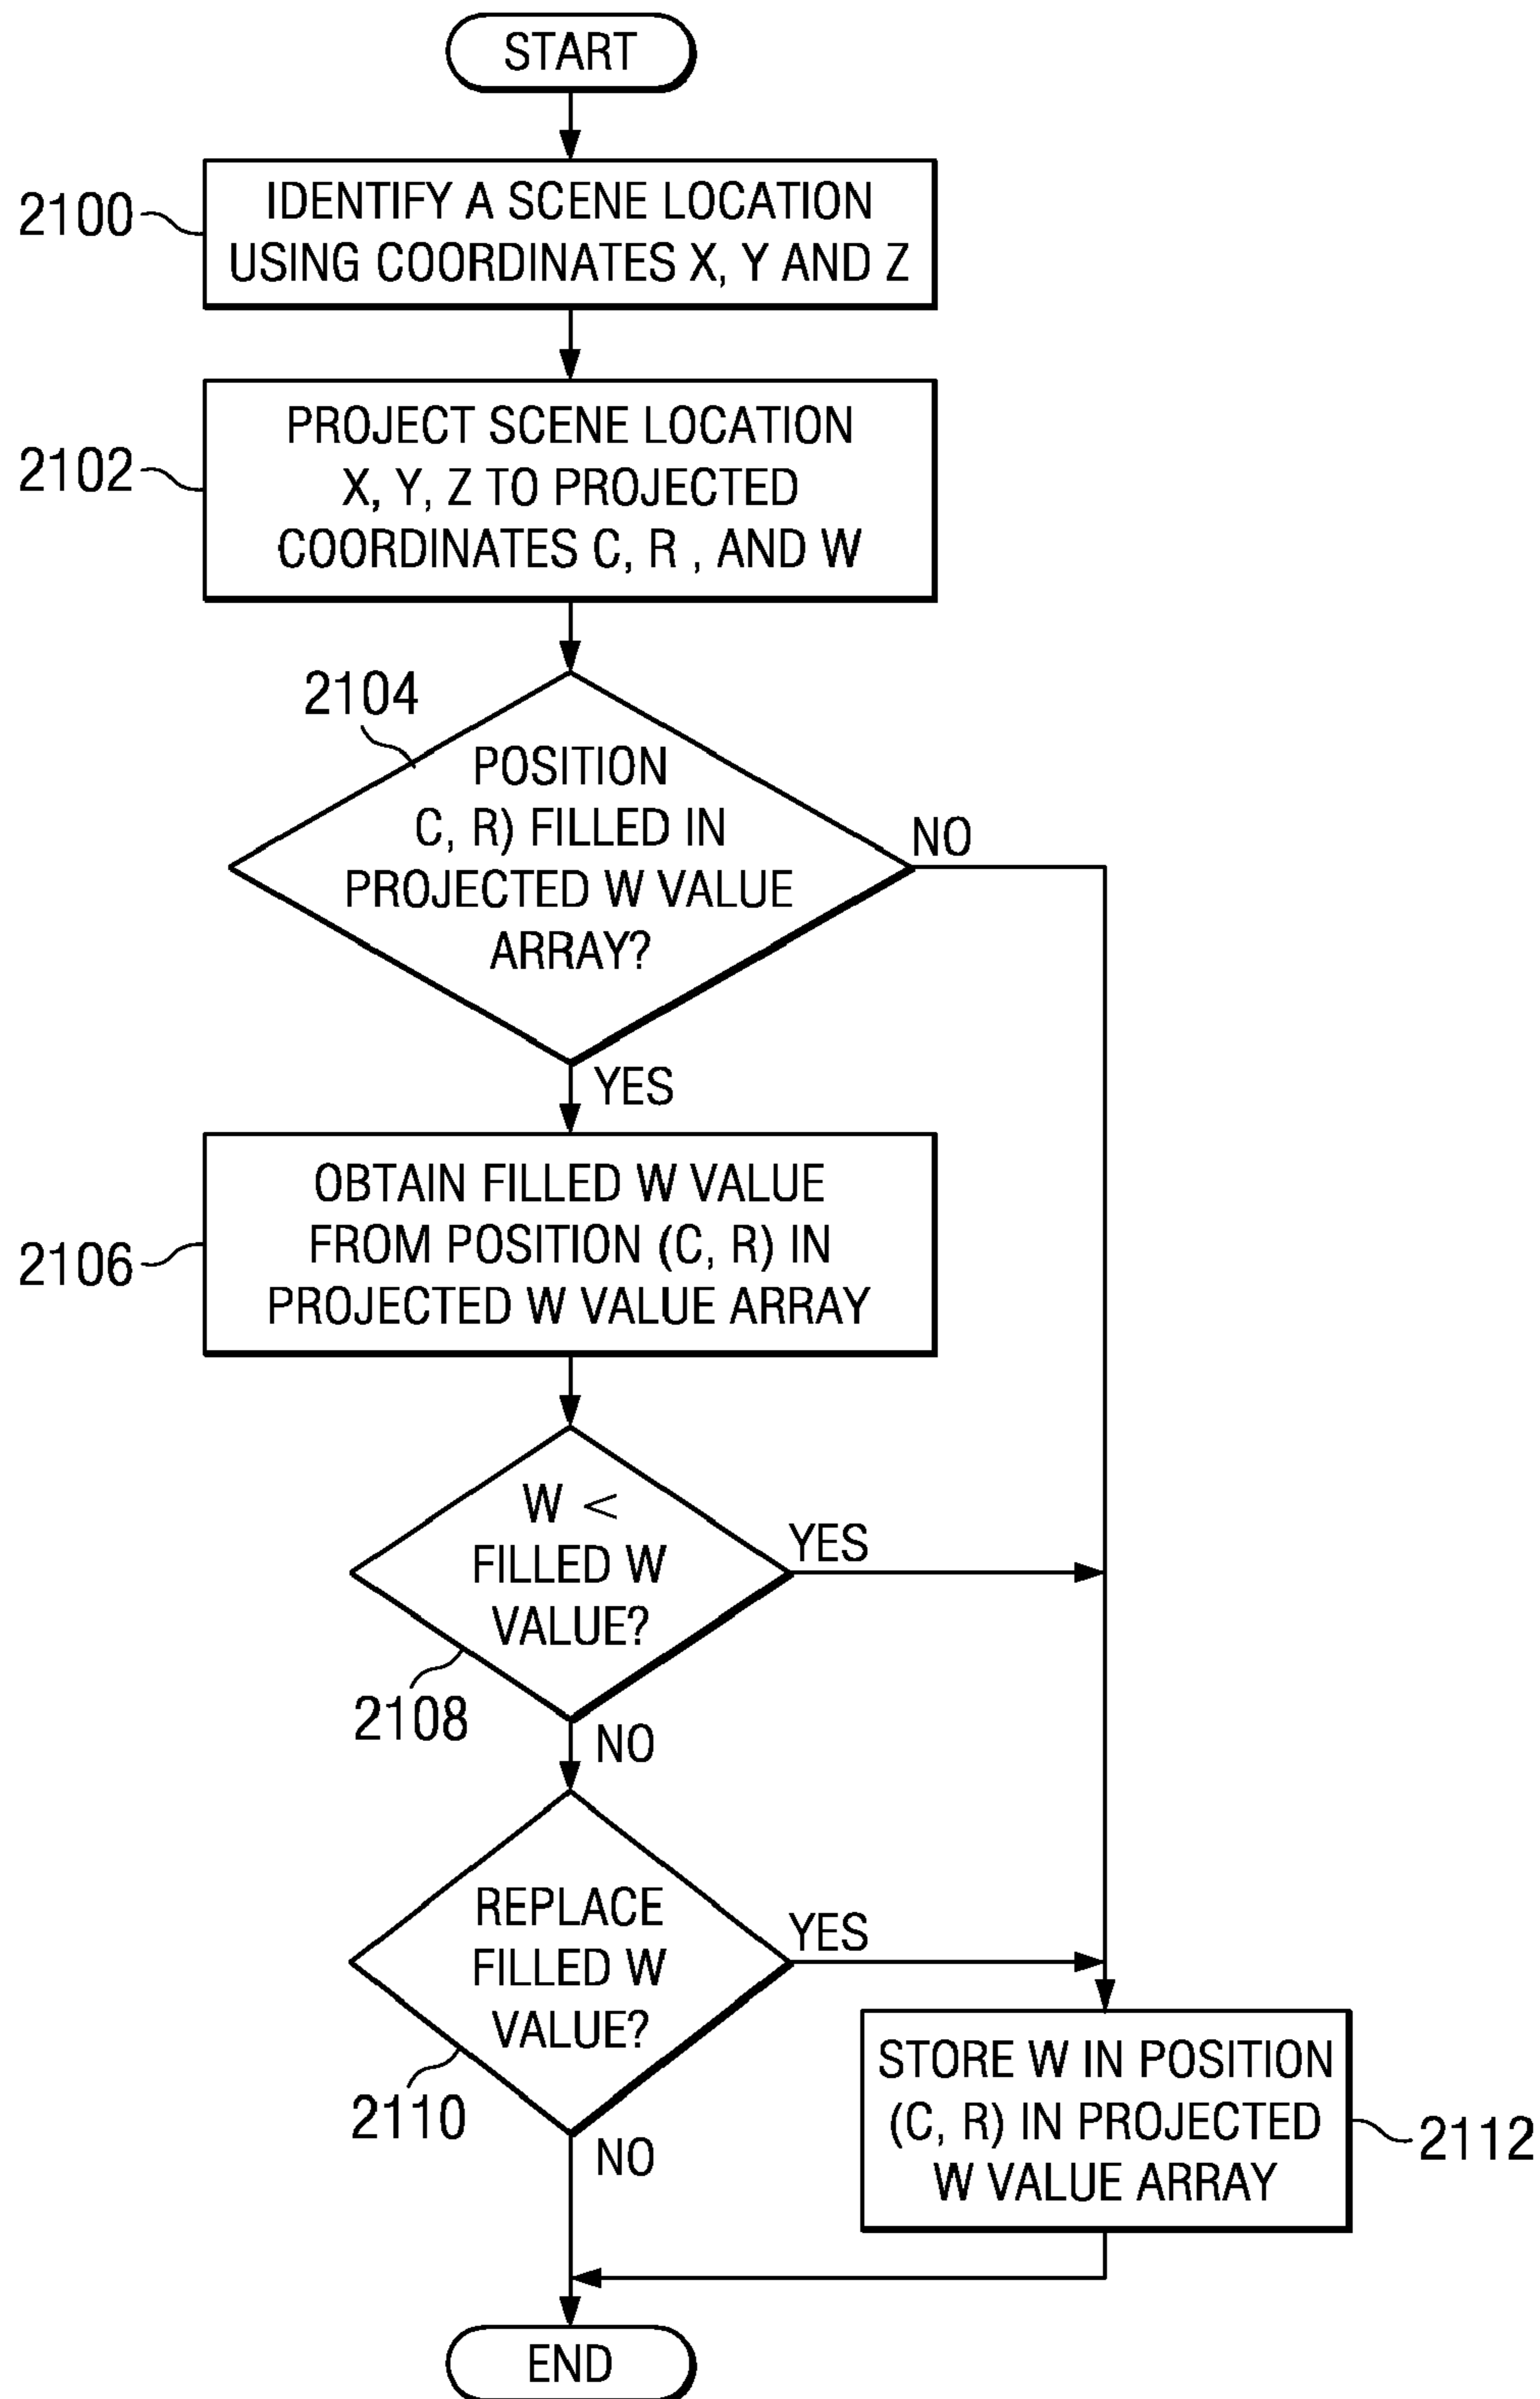 START
2100
IDENTIFY A SCENE LOCATION
USING COORDINATES X, Y AND Z
2102
PROJECT SCENE LOCATION
X, Y, Z TO PROJECTED
COORDINATES C, R , AND W
2104
POSITION
C, R) FILLED IN
PROJECTED W VALUE
ARRAY?
NO
YES
2106
OBTAIN FILLED W VALUE
FROM POSITION (C, R) IN
PROJECTED W VALUE ARRAY
W <
FILLED W
VALUE?
YES
2108
NO
REPLACE
FILLED W
VALUE?
YES
2110
NO
STORE W IN POSITION
(C, R) IN PROJECTED
W VALUE ARRAY
2112
END